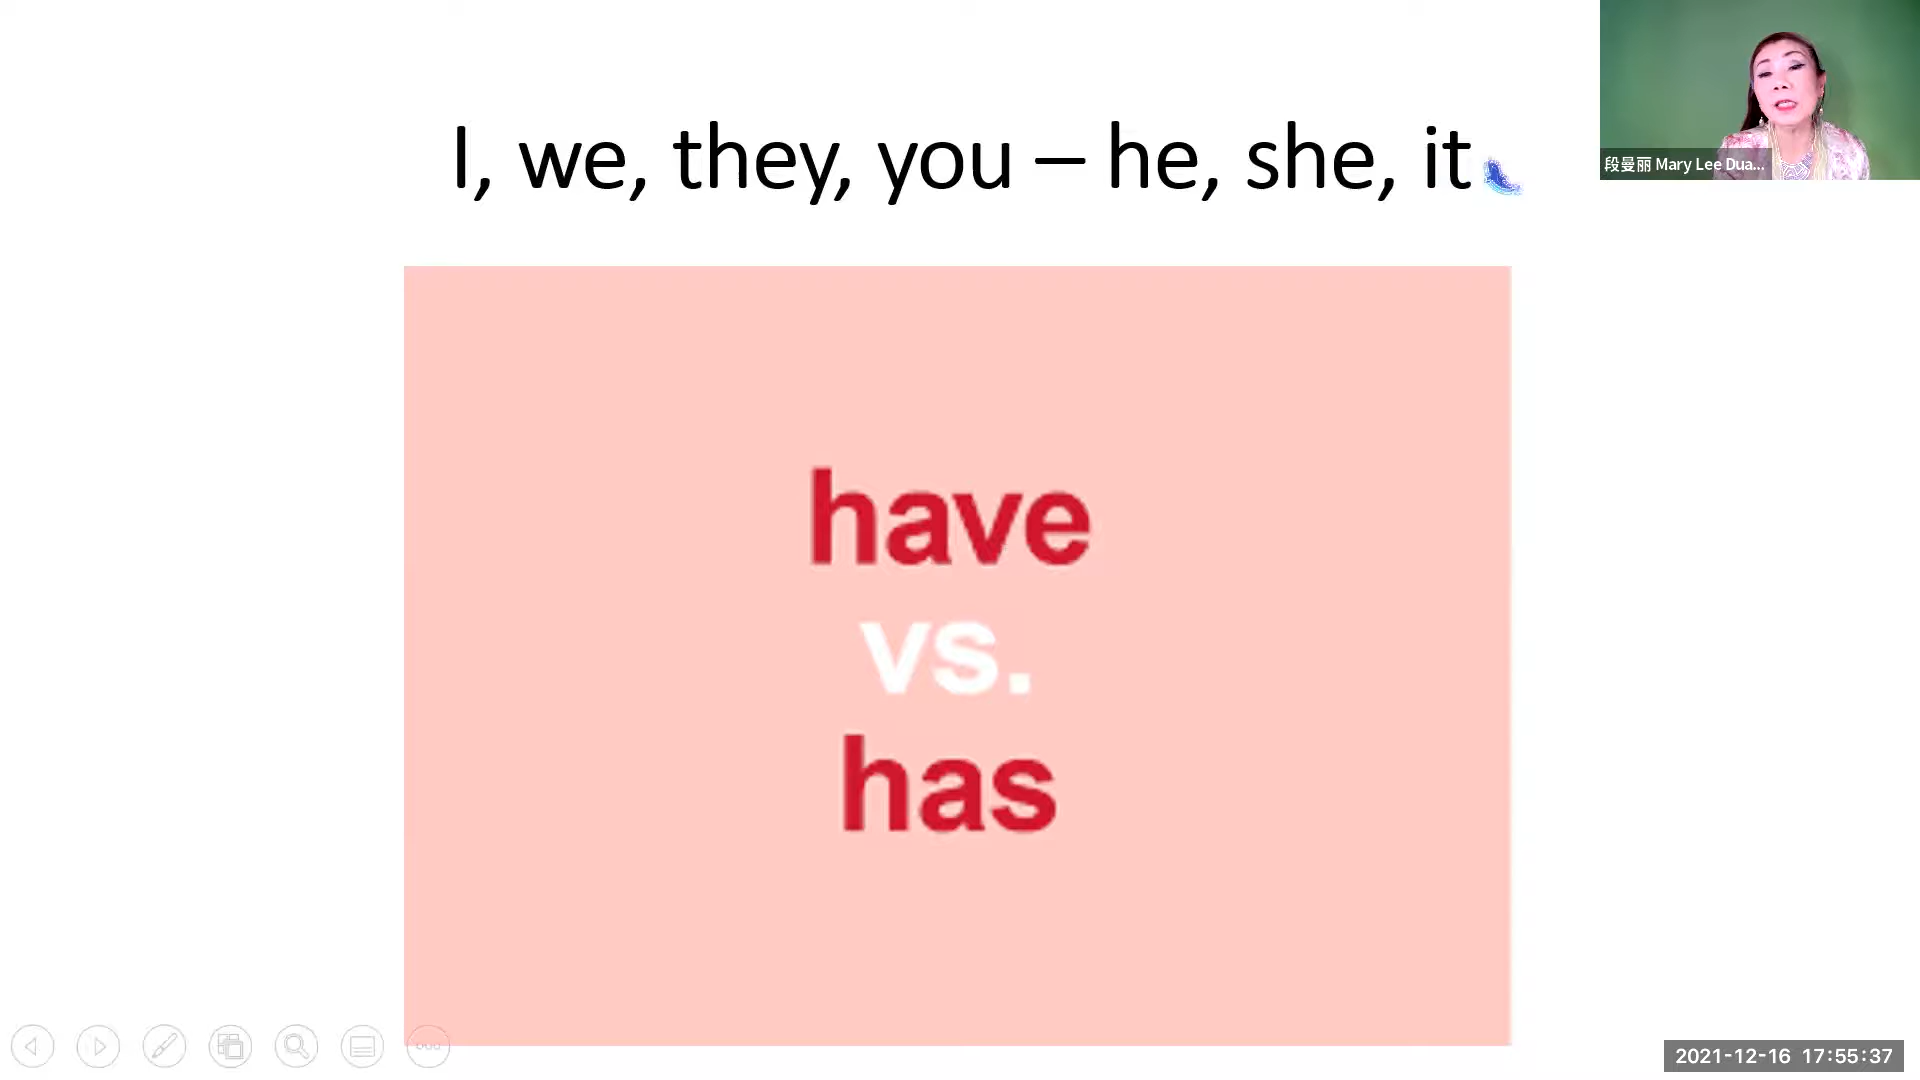 I, we, they, you – he, she, it
段曼丽 Mary Lee Dua...
have
vs.
has
2021-12-16 17:55:37